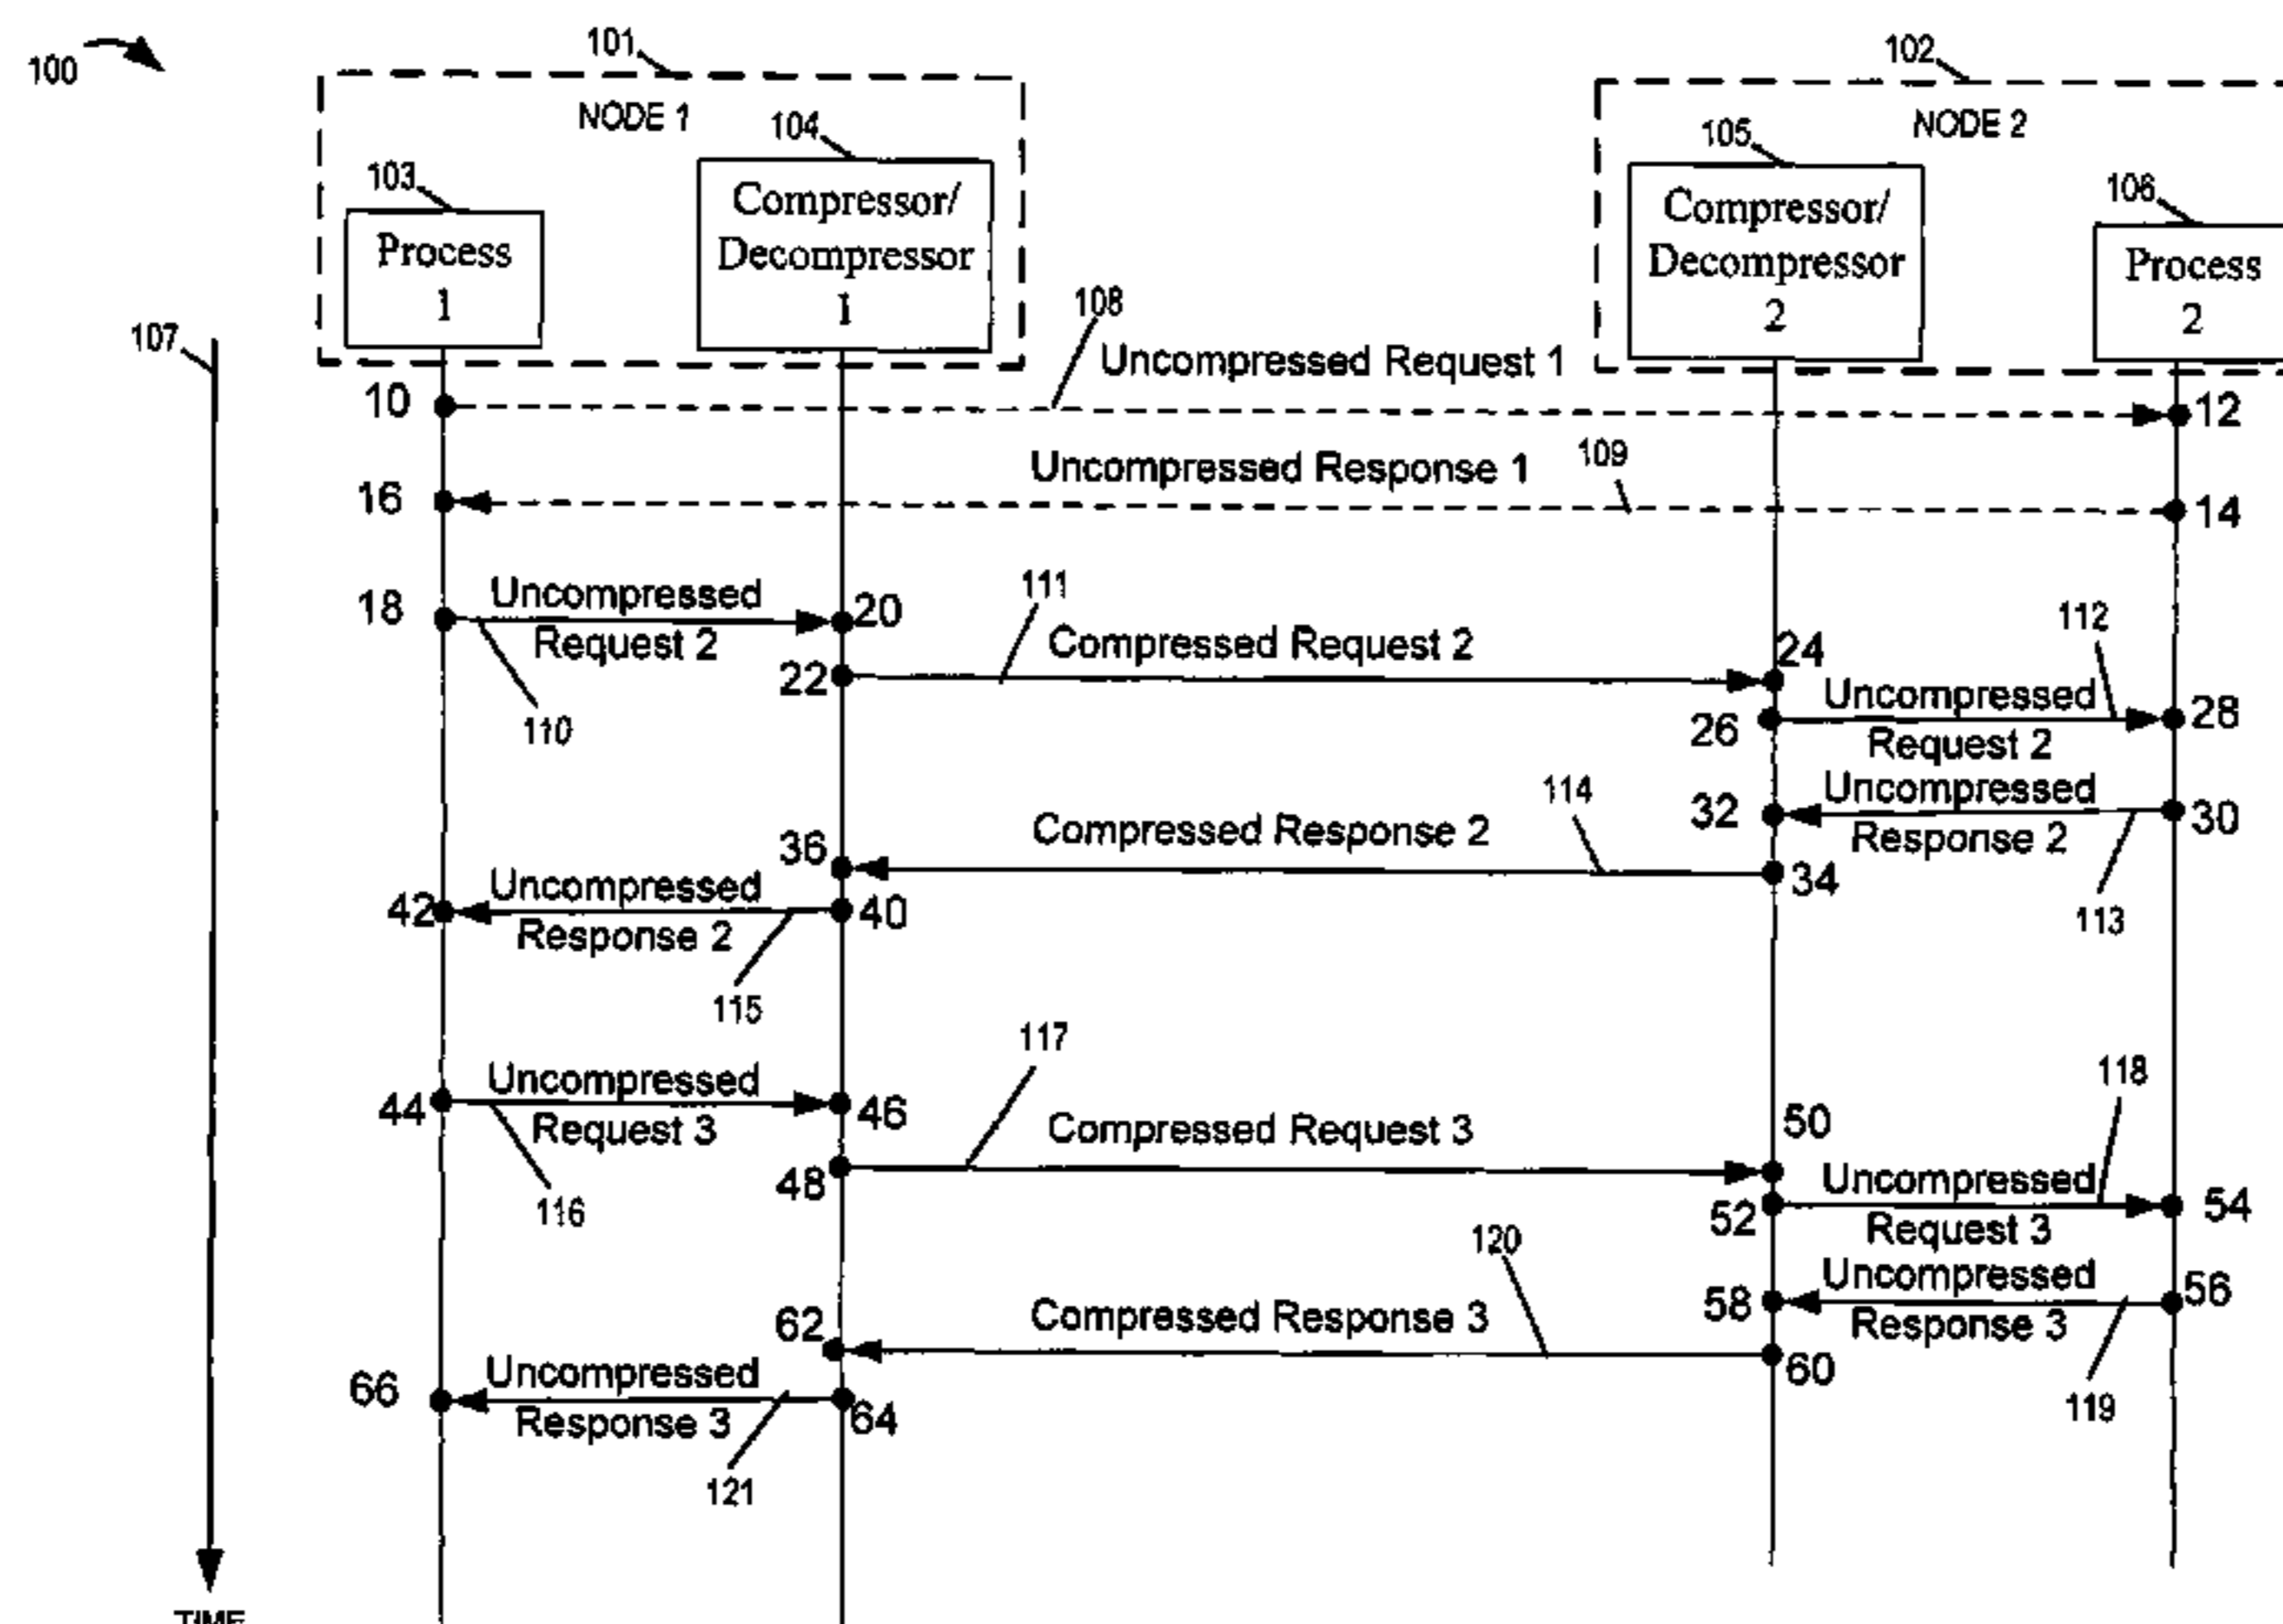 100
101
102
NODE 1
NODE 2
104
105
103
106
Compressor/
Decompressor
1
Compressor/
Decompressor
2
Process
1
Process
2
107
108
Uncompressed Request 1
10
12
Uncompressed Response 1
109
16
14
18
Uncompressed
Request 2
20
110
111
22
Compressed Request 2
24
112
26
Uncompressed
Request 2
28
114
32
Uncompressed
Response 2
30
113
36
Compressed Response 2
34
42
Uncompressed
Response 2
40
115
117
118
44
Uncompressed
Request 3
46
116
48
Compressed Request 3
50
52
Uncompressed
Request 3
54
120
58
Uncompressed
Response 3
56
119
62
Compressed Response 3
60
66
Uncompressed
Response 3
64
121
TIME